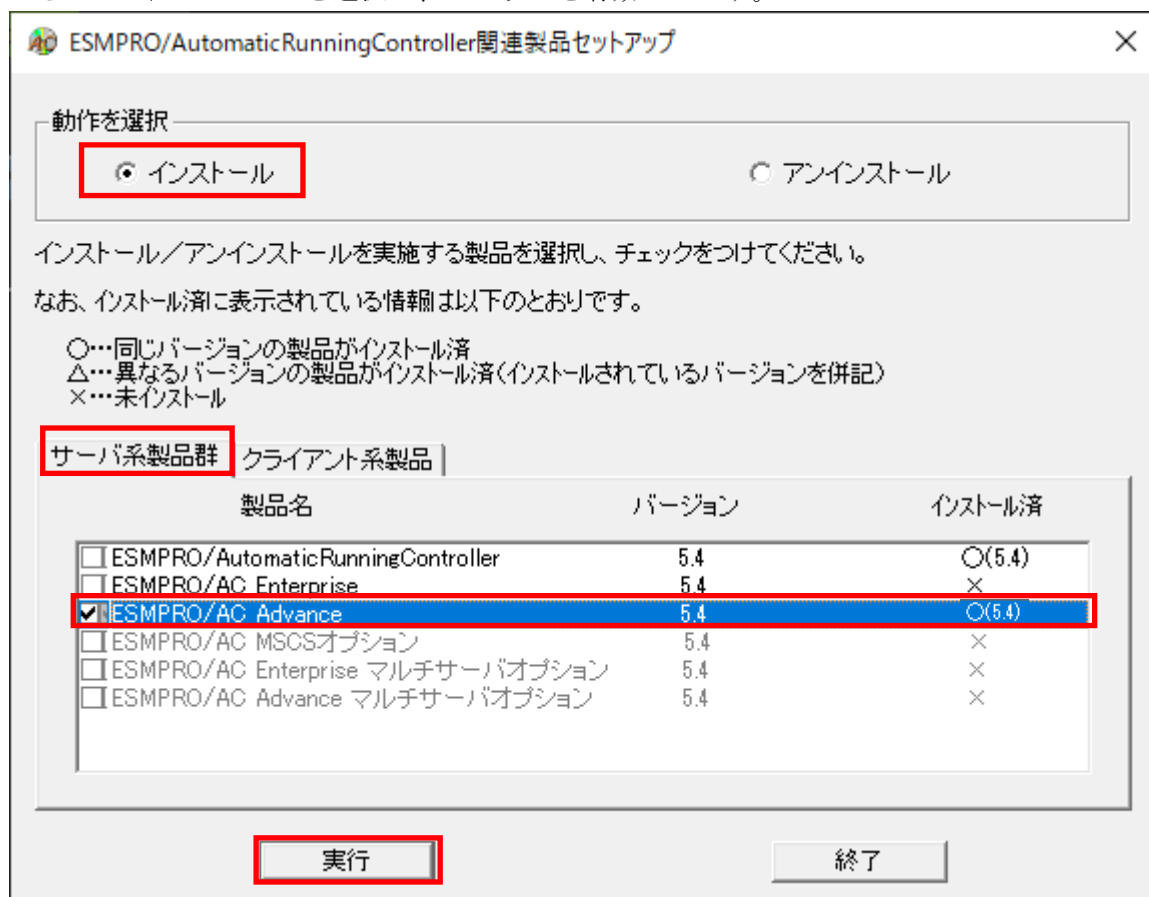 ESMPRO/AutomaticRunningController関連製品セットアップ
動作を選択
インストール アンインストール
インストール／アンインストールを実施する製品を選択し、チェックをつけてください。
なお、インストール済に表示されている情報は以下のとおりです。
○…同じバージョンの製品がインストール済
△…異なるバージョンの製品がインストール済(インストールされているバージョンを併記)
×…未インストール
サーバ系製品群 クライアント系製品
製品名 バージョン インストール済
ESMPRO/AutomaticRunningController 5.4 ○(5.4)
ESMPRO/AC Enterprise 5.4 ×
ESMPRO/AC Advance 5.4 ○(5.4)
ESMPRO/AC MSCSオプション 5.4 ×
ESMPRO/AC Enterprise マルチサーバオプション 5.4 ×
ESMPRO/AC Advance マルチサーバオプション 5.4 ×
実行 終了